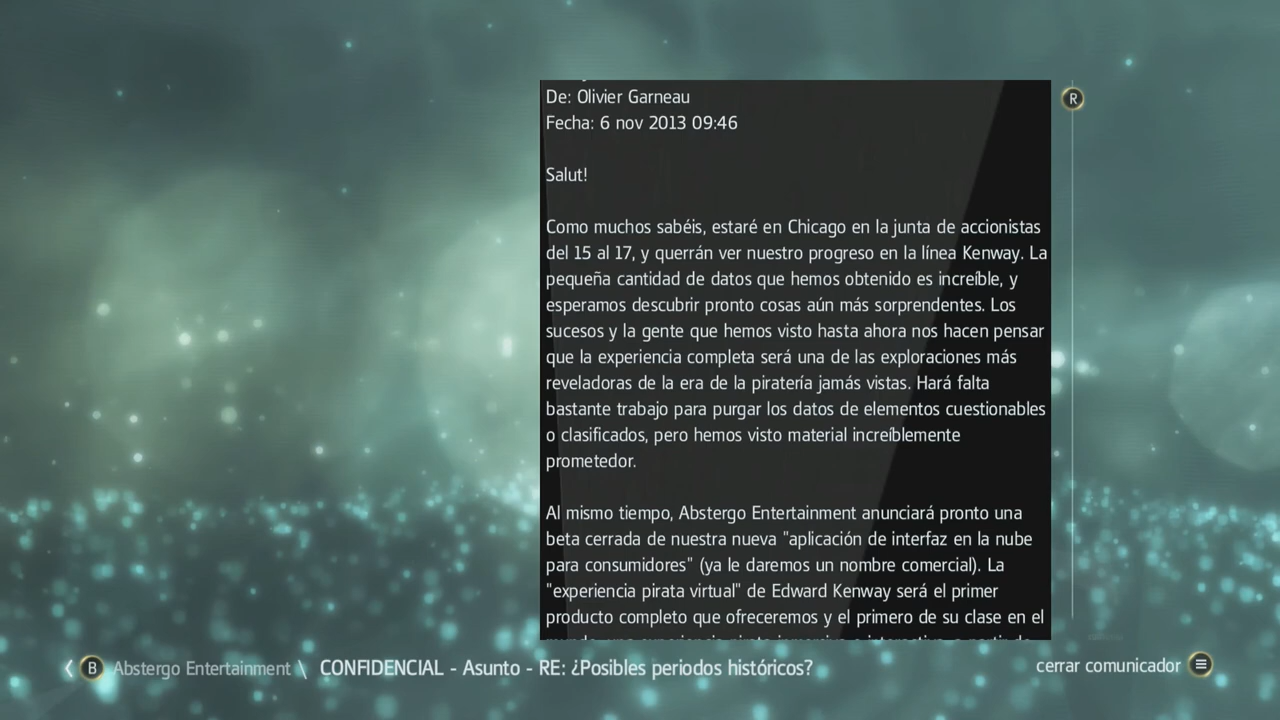 De: Olivier Garneau
Fecha: 6 nov 2013 09:46
Salut!
Como muchos sabéis, estaré en Chicago en la junta de accionistas
del 15 al 17, y querrán ver nuestro progreso en la línea Kenway. La
pequeña cantidad de datos que hemos obtenido es increíble, y
esperamos descubrir pronto cosas aún más sorprendentes. Los
sucesos y la gente que hemos visto hasta ahora nos hacen pensar
que la experiencia completa será una de las exploraciones más
reveladoras de la era de la piratería jamás vistas. Hará falta
bastante trabajo para purgar los datos de elementos cuestionables
o clasificados, pero hemos visto material increíblemente
prometedor.
Al mismo tiempo, Abstergo Entertainment anunciará pronto una
beta cerrada de nuestra nueva "aplicación de interfaz en la nube
para consumidores" (ya le daremos un nombre comercial). La
"experiencia pirata virtual" de Edward Kenway será el primer
producto completo que ofreceremos y el primero de su clase en el
R
B Abstergo Entertainment \ CONFIDENCIAL - Asunto - RE: ¿Posibles periodos históricos?
cerrar comunicador